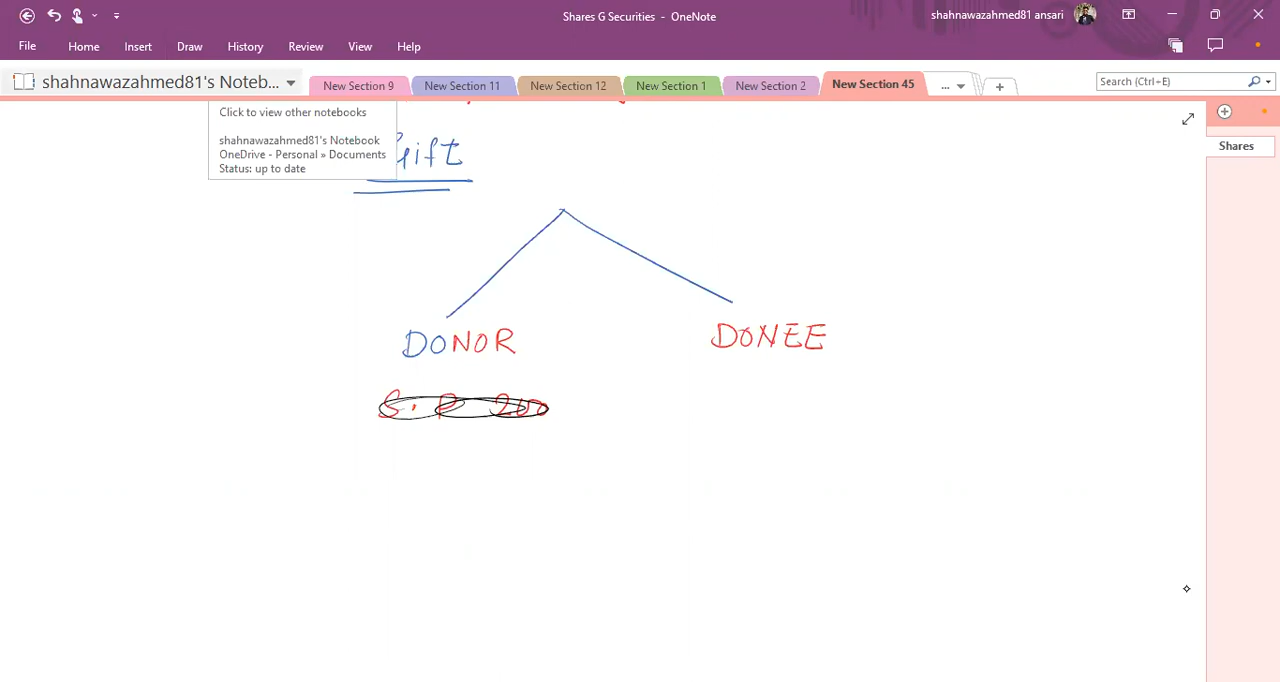 Shares G Securities - OneNote
shahnawazahmed81 ansari
File Home Insert Draw History Review View Help
shahnawazahmed81's Noteb...
New Section 9
New Section 11
New Section 12
New Section 1
New Section 2
New Section 45
...
Search (Ctrl+E)
Click to view other notebooks
shahnawazahmed81's Notebook
OneDrive - Personal » Documents
Status: up to date
Shares
Gift
DONOR
DONEE
S. P 200